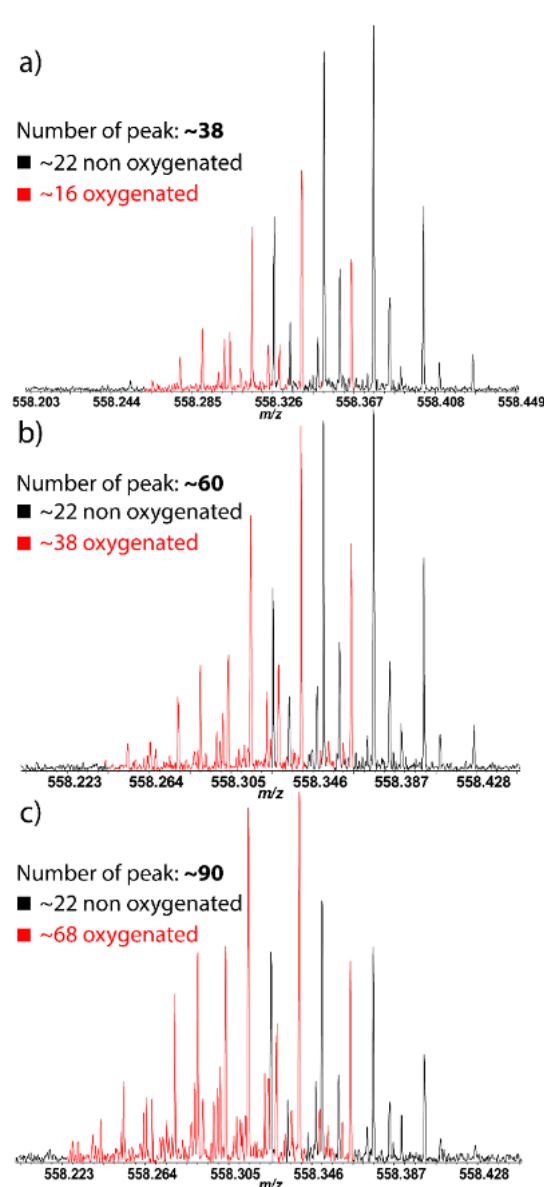 a)
Number of peak: ~38
■ ~22 non oxygenated
■ ~16 oxygenated
558.203 558.244 558.285 558.326 558.367 558.408 558.449
m/z
b)
Number of peak: ~60
■ ~22 non oxygenated
■ ~38 oxygenated
558.223 558.264 558.305 558.346 558.387 558.428
m/z
c)
Number of peak: ~90
■ ~22 non oxygenated
■ ~68 oxygenated
558.223 558.264 558.305 558.346 558.387 558.428
m/z